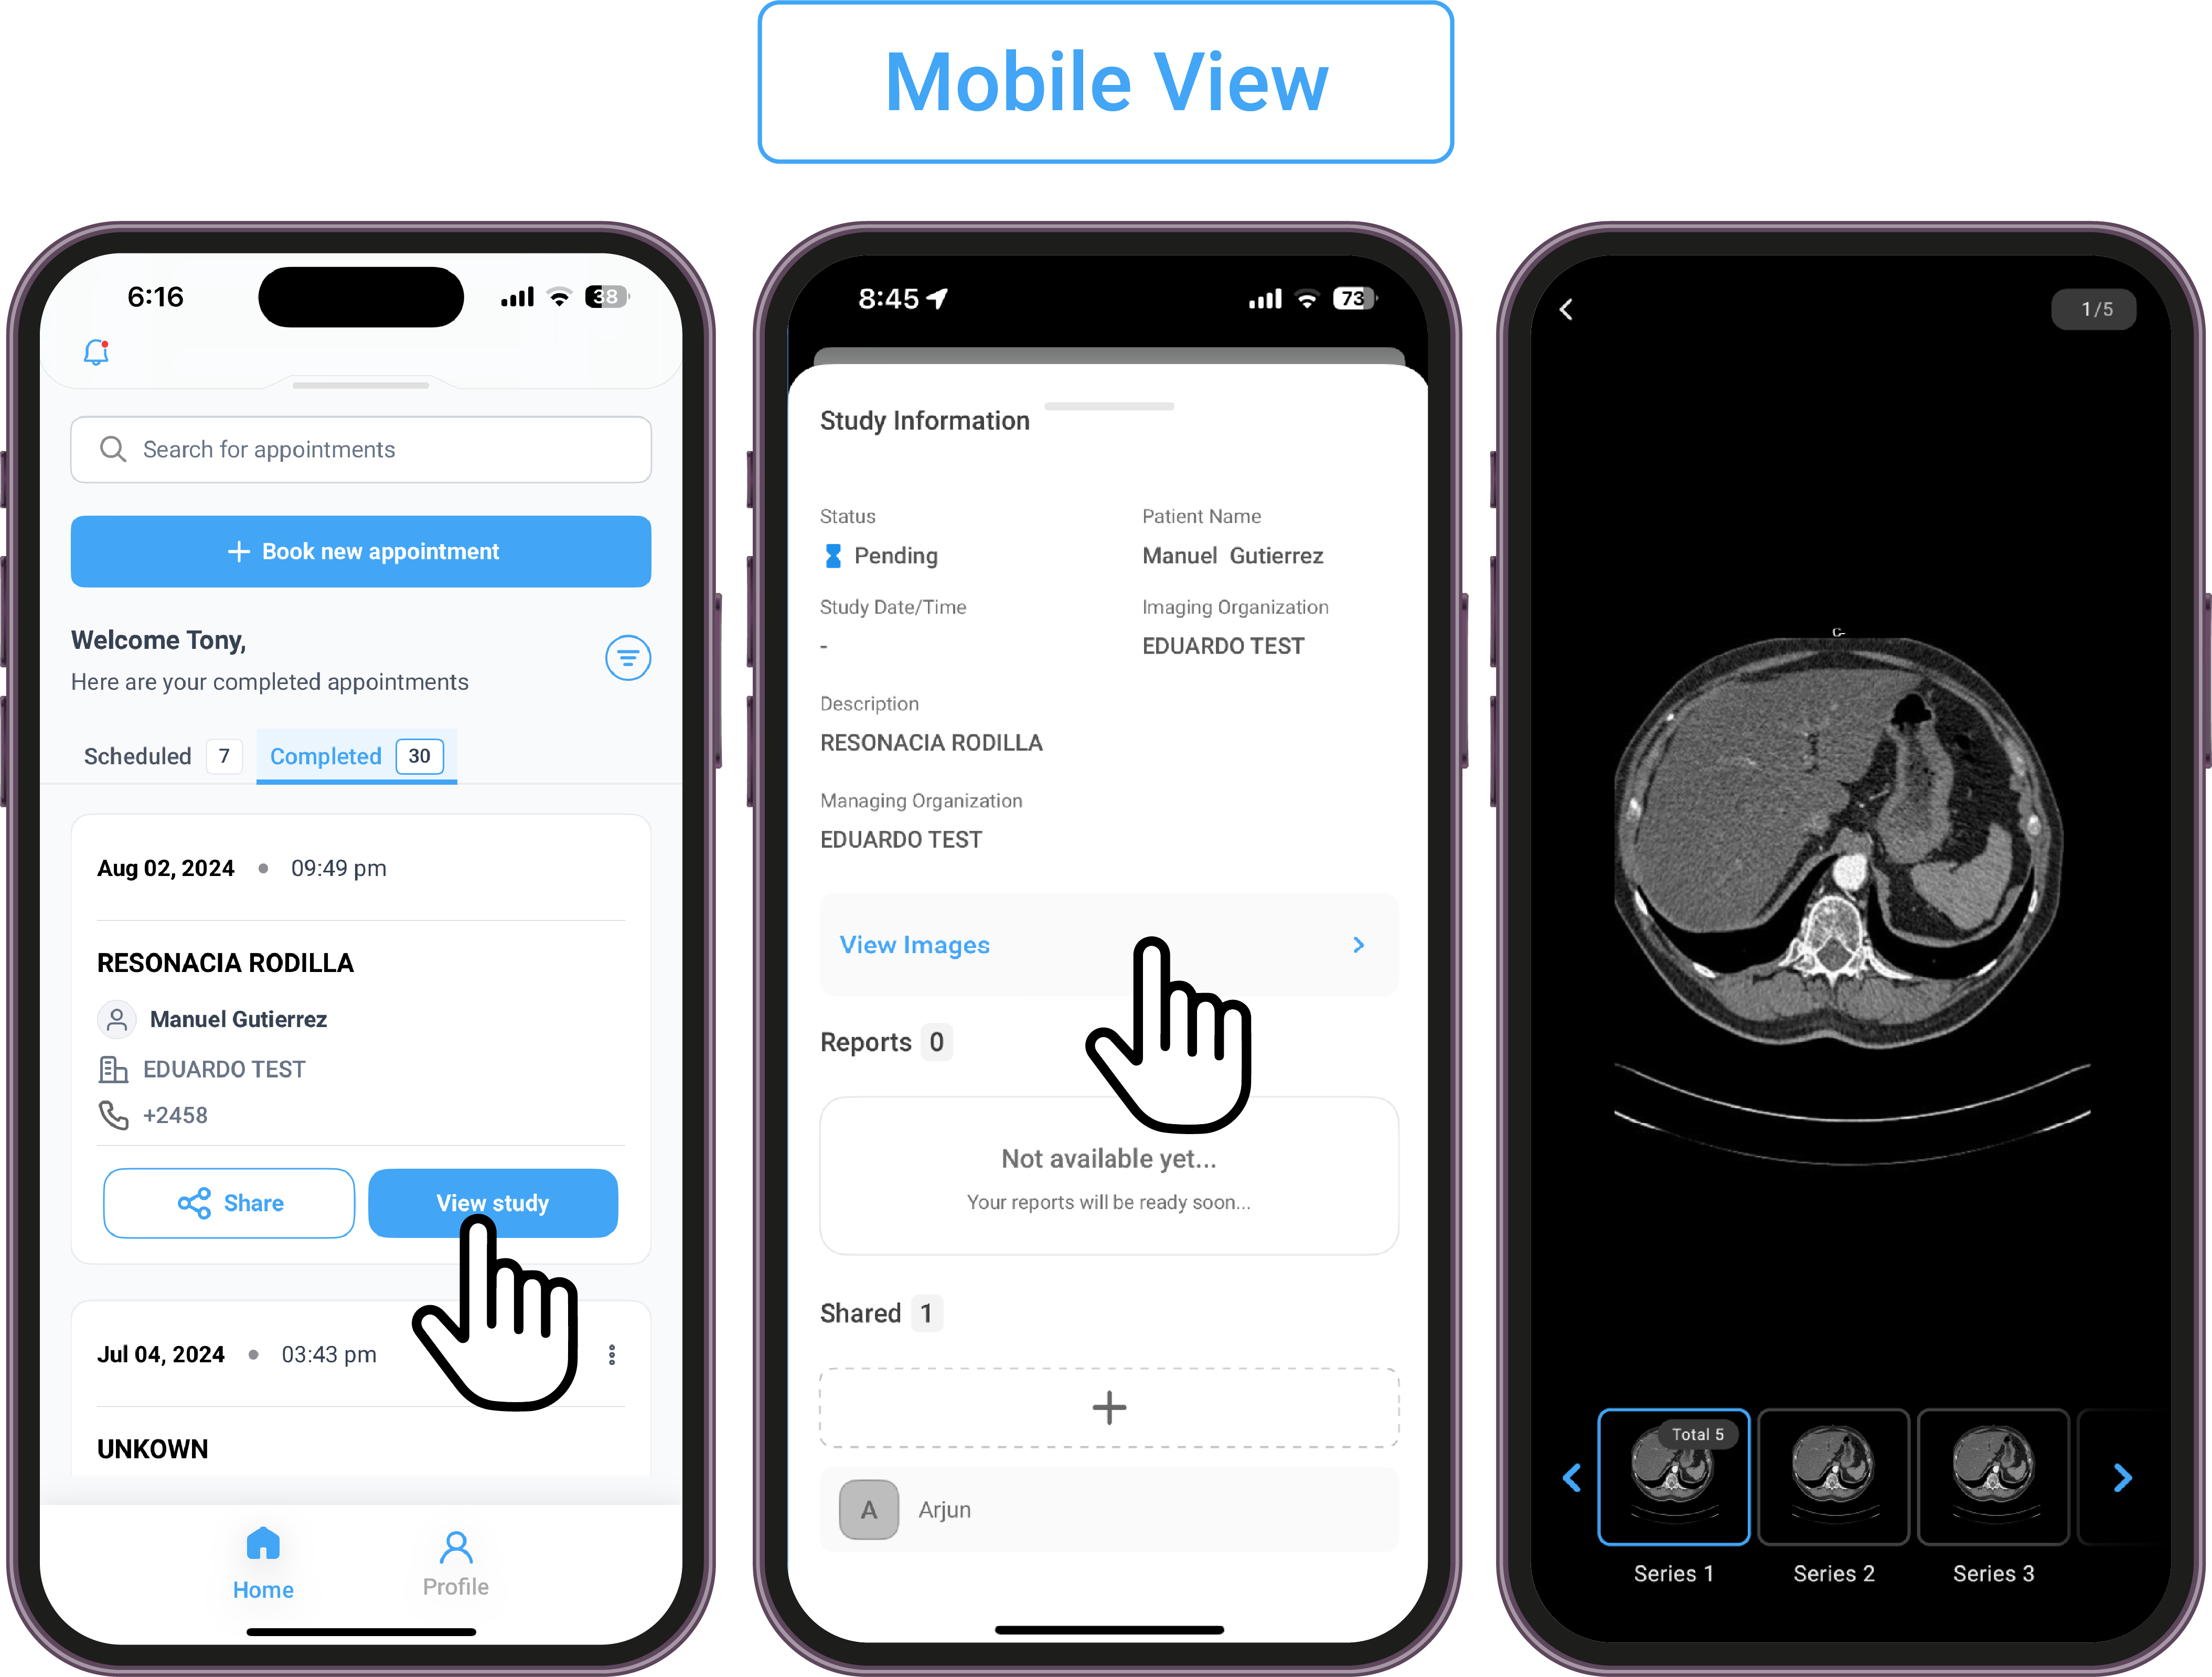 Mobile View
6:16
38
Search for appointments
Book new appointment
Welcome Tony,
Here are your completed appointments
Scheduled 7 Completed 30
Aug 02, 2024 • 09:49 pm
RESONACIA RODILLA
Manuel Gutierrez
EDUARDO TEST
+2458
Share View study
Jul 04, 2024 • 03:43 pm
UNKOWN
Home Profile
8:45
73
Study Information
Status Patient Name
Pending Manuel Gutierrez
Study Date/Time Imaging Organization
- EDUARDO TEST
Description
RESONACIA RODILLA
Managing Organization
EDUARDO TEST
View Images
Reports 0
Not available yet...
Your reports will be ready soon...
Shared 1
A Arjun
1/5
C-
Total 5
Series 1 Series 2 Series 3